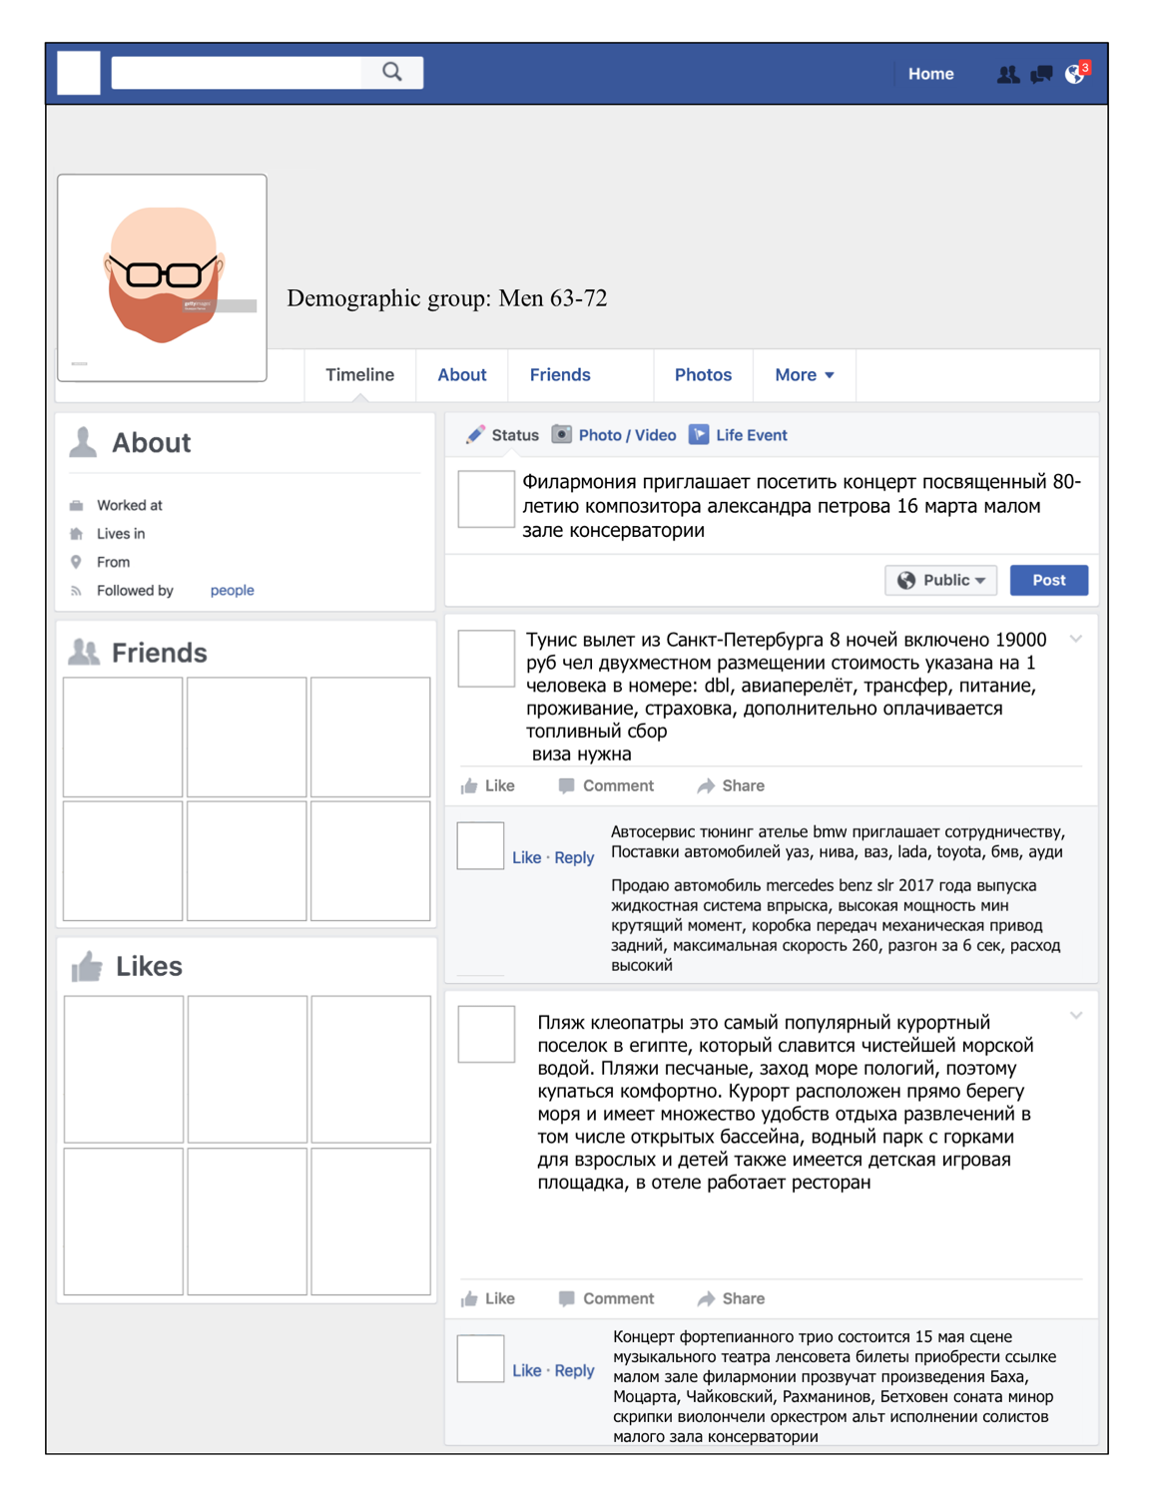 Home
3
Demographic group: Men 63-72
Timeline
About
Friends
Photos
More
About
Worked at
Lives in
From
Followed by people
Friends
Likes
Status
Photo / Video
Life Event
Филармония приглашает посетить концерт посвященный 80-
летию композитора александра петрова 16 марта малом
зале консерватории
Public
Post
Тунис вылет из Санкт-Петербурга 8 ночей включено 19000
руб чел двухместном размещении стоимость указана на 1
человека в номере: dbl, авиаперелёт, трансфер, питание,
проживание, страховка, дополнительно оплачивается
топливный сбор
виза нужна
Like
Comment
Share
Like · Reply
Автосервис тюнинг ателье bmw приглашает сотрудничеству,
Поставки автомобилей уаз, нива, ваз, lada, toyota, бмв, ауди
Продаю автомобиль mercedes benz slr 2017 года выпуска
жидкостная система впрыска, высокая мощность мин
крутящий момент, коробка передач механическая привод
задний, максимальная скорость 260, разгон за 6 сек, расход
высокий
Пляж клеопатры это самый популярный курортный
поселок в египте, который славится чистейшей морской
водой. Пляжи песчаные, заход море пологий, поэтому
купаться комфортно. Курорт расположен прямо берегу
моря и имеет множество удобств отдыха развлечений в
том числе открытых бассейна, водный парк с горками
для взрослых и детей также имеется детская игровая
площадка, в отеле работает ресторан
Like
Comment
Share
Like · Reply
Концерт фортепианного трио состоится 15 мая сцене
музыкального театра ленсовета билеты приобрести ссылке
малом зале филармонии прозвучат произведения Баха,
Моцарта, Чайковский, Рахманинов, Бетховен соната минор
скрипки виолончели оркестром альт исполнении солистов
малого зала консерватории